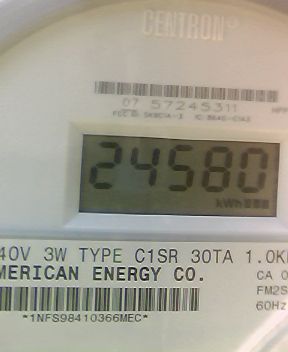 CENTRON®
07 57245311
24580
kWh
40V 3W TYPE C1SR 30TA 1.0K
MERICAN ENERGY CO. CA 0
FM2S
60Hz
*1NFS98410366MEC*